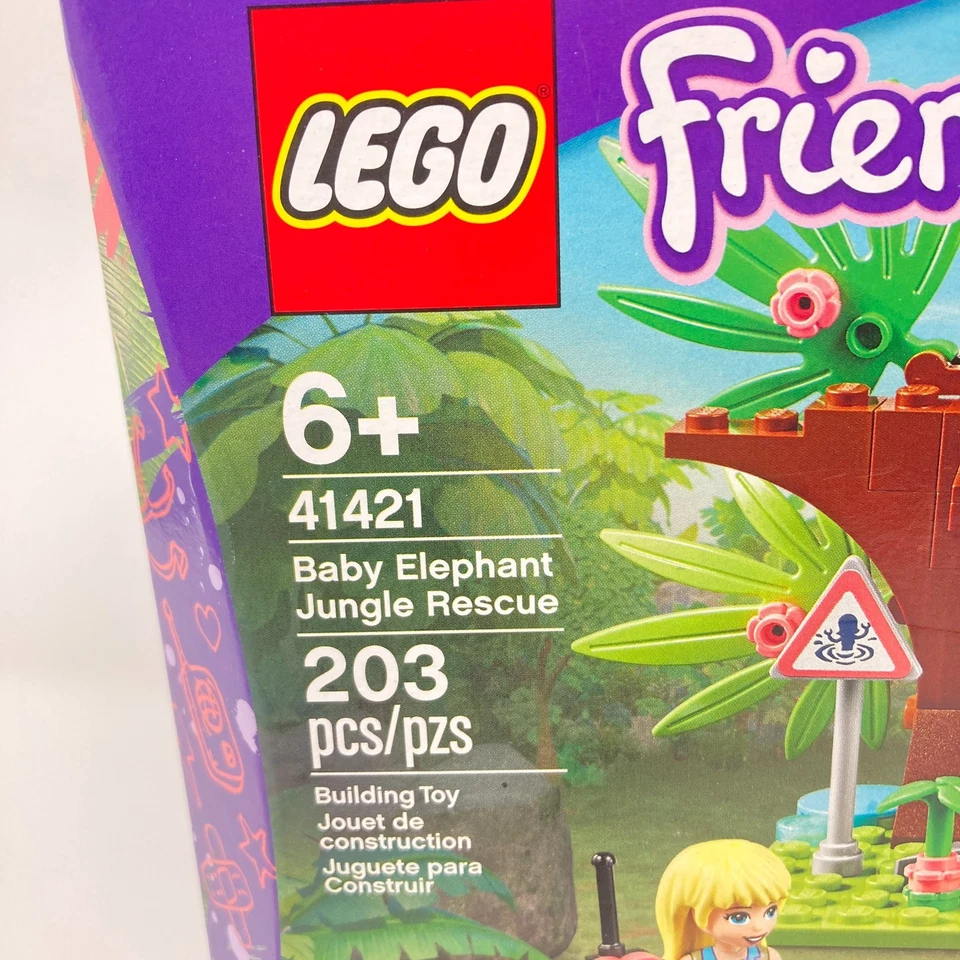 LEGO®
Frien
6+
41421
Baby Elephant
Jungle Rescue
203
pcs/pzs
Building Toy
Jouet de
construction
Juguete para
Construir